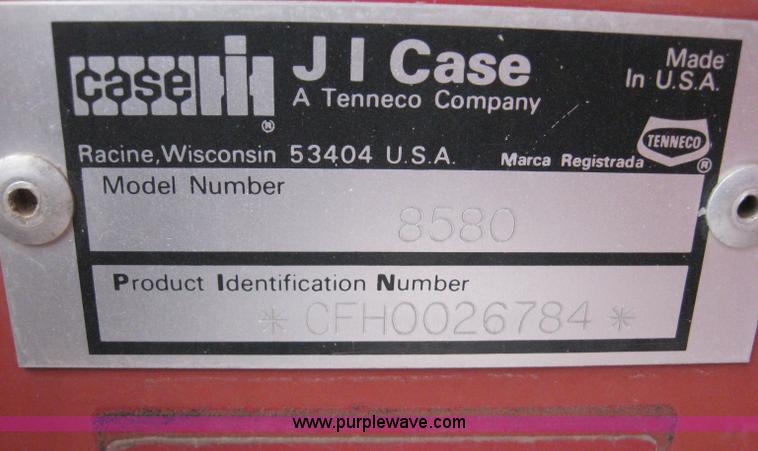 case IH ®
J I Case
A Tenneco Company
Made
In U.S.A.
Racine, Wisconsin 53404 U.S.A.
Marca Registrada
TENNECO ®
Model Number
8580
Product Identification Number
* CFH0026784 *
www.purplewave.com